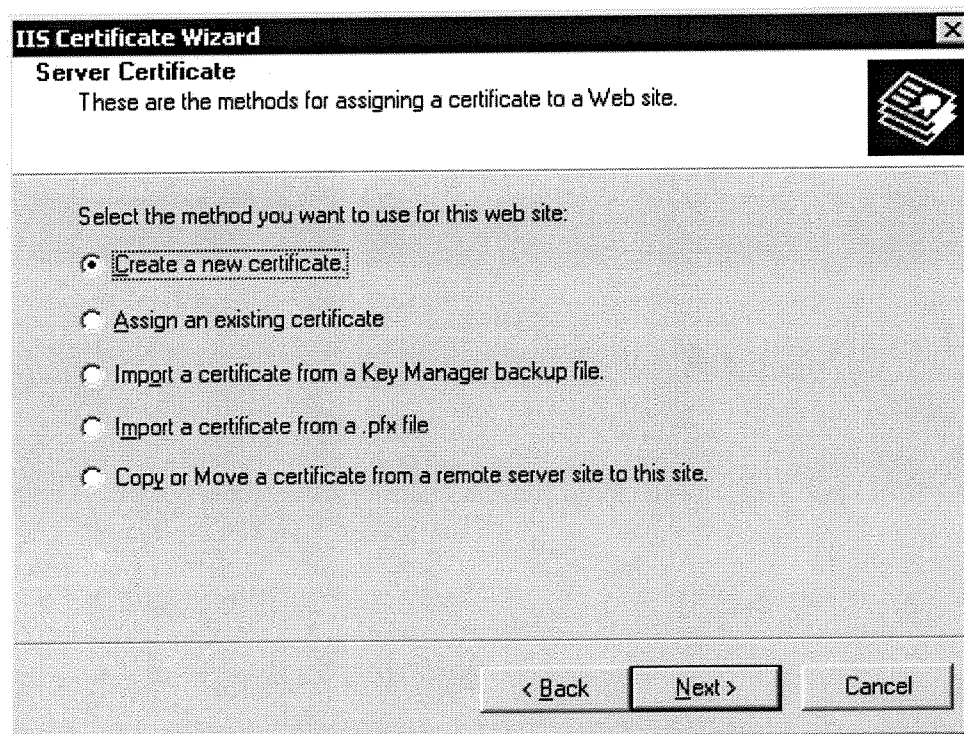 IIS Certificate Wizard
Server Certificate
These are the methods for assigning a certificate to a Web site.
Select the method you want to use for this web site:
Create a new certificate.
Assign an existing certificate
Import a certificate from a Key Manager backup file.
Import a certificate from a .pfx file
Copy or Move a certificate from a remote server site to this site.
< Back Next > Cancel